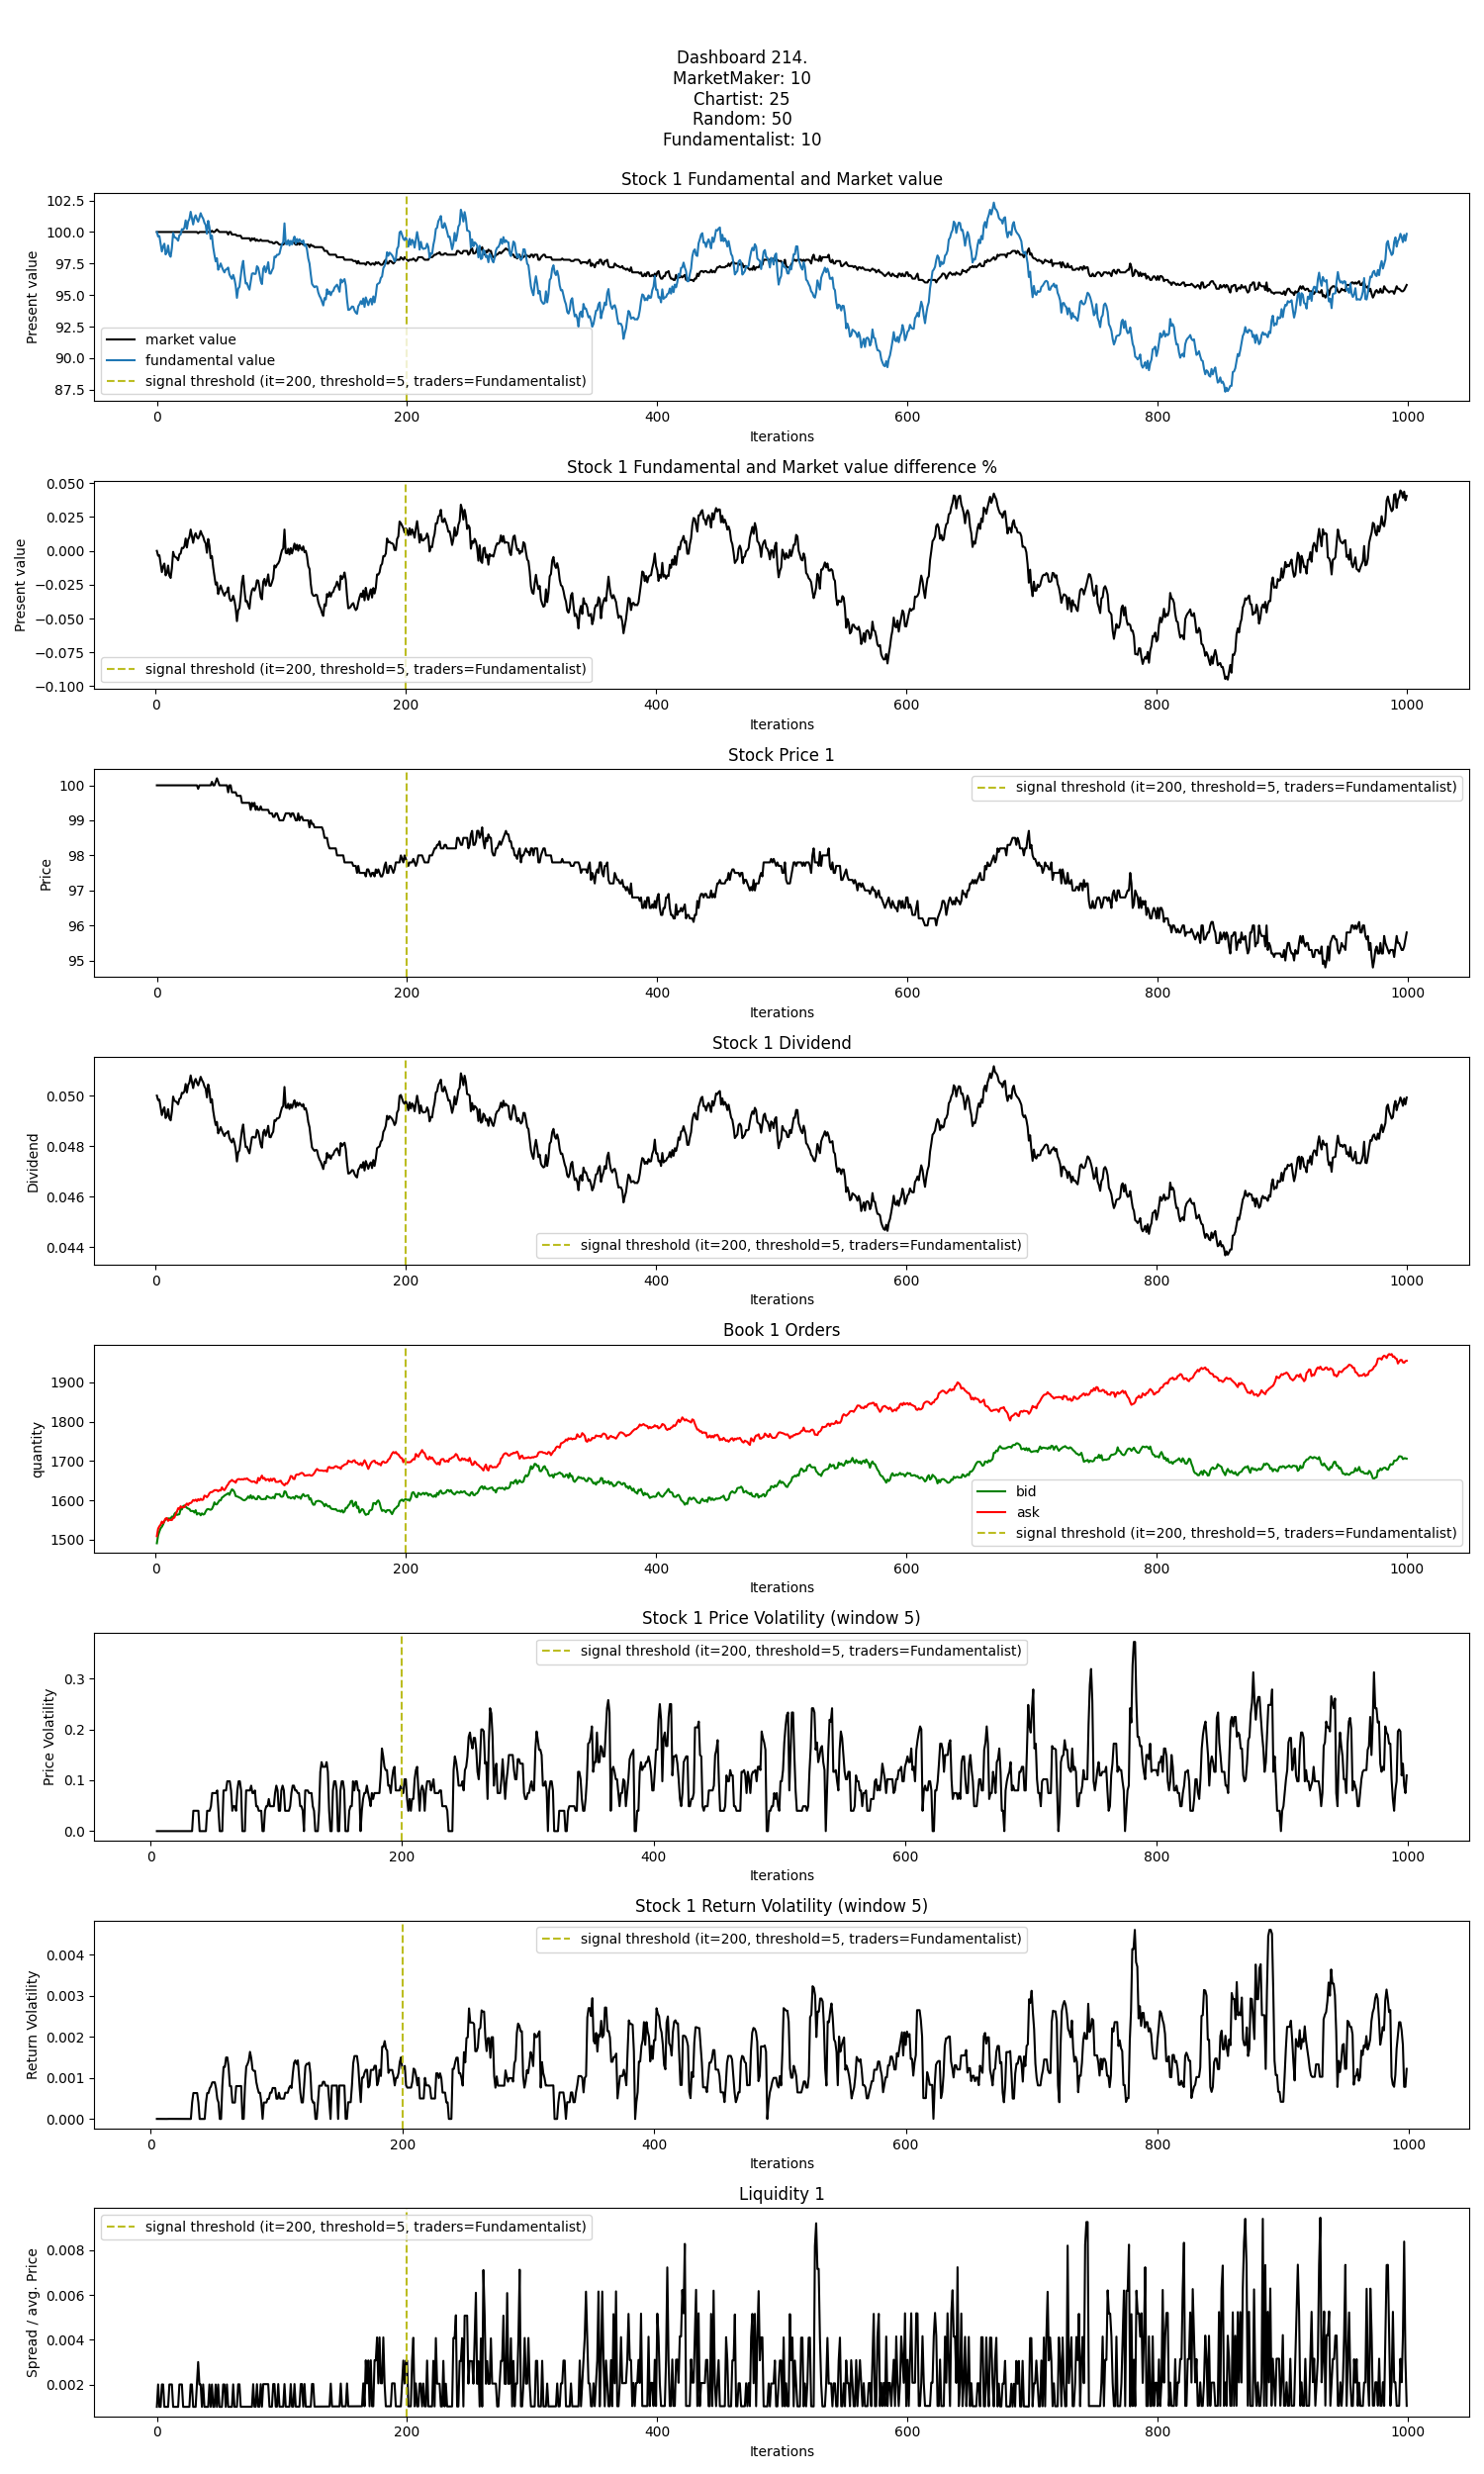 Dashboard 214.
MarketMaker: 10
Chartist: 25
Random: 50
Fundamentalist: 10
Stock 1 Fundamental and Market value
102.5
100.0
97.5
95.0
92.5
90.0
87.5
Present value
market value
fundamental value
signal threshold (it=200, threshold=5, traders=Fundamentalist)
0 200 400 600 800 1000
Iterations
Stock 1 Fundamental and Market value difference %
0.050
0.025
0.000
−0.025
−0.050
−0.075
−0.100
Present value
signal threshold (it=200, threshold=5, traders=Fundamentalist)
0 200 400 600 800 1000
Iterations
Stock Price 1
100
99
98
97
96
95
Price
signal threshold (it=200, threshold=5, traders=Fundamentalist)
0 200 400 600 800 1000
Iterations
Stock 1 Dividend
0.050
0.048
0.046
0.044
Dividend
signal threshold (it=200, threshold=5, traders=Fundamentalist)
0 200 400 600 800 1000
Iterations
Book 1 Orders
1900
1800
1700
1600
1500
quantity
bid
ask
signal threshold (it=200, threshold=5, traders=Fundamentalist)
0 200 400 600 800 1000
Iterations
Stock 1 Price Volatility (window 5)
0.3
0.2
0.1
0.0
Price Volatility
signal threshold (it=200, threshold=5, traders=Fundamentalist)
0 200 400 600 800 1000
Iterations
Stock 1 Return Volatility (window 5)
0.004
0.003
0.002
0.001
0.000
Return Volatility
signal threshold (it=200, threshold=5, traders=Fundamentalist)
0 200 400 600 800 1000
Iterations
Liquidity 1
0.008
0.006
0.004
0.002
Spread / avg. Price
signal threshold (it=200, threshold=5, traders=Fundamentalist)
0 200 400 600 800 1000
Iterations